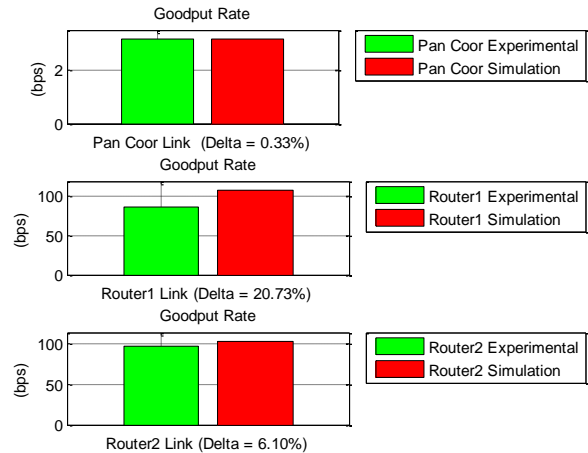 Goodput Rate
(bps)
2
0
Pan Coor Experimental
Pan Coor Simulation
Pan Coor Link (Delta = 0.33%)
Goodput Rate
(bps)
100
50
0
Router1 Experimental
Router1 Simulation
Router1 Link (Delta = 20.73%)
Goodput Rate
(bps)
100
50
0
Router2 Experimental
Router2 Simulation
Router2 Link (Delta = 6.10%)